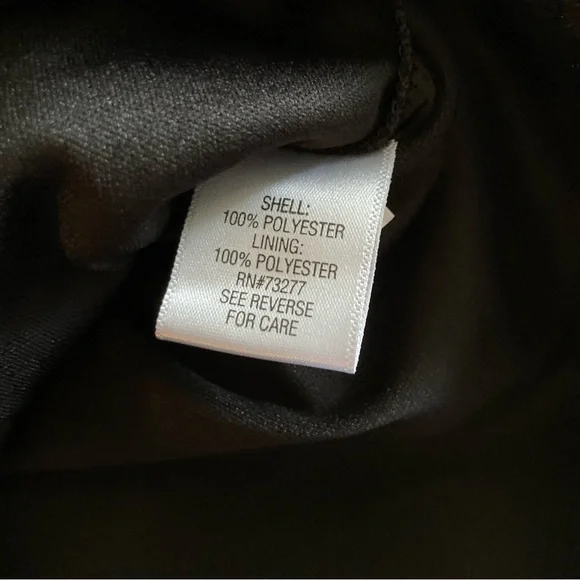 SHELL:
100% POLYESTER
LINING:
100% POLYESTER
RN#73277
SEE REVERSE
FOR CARE